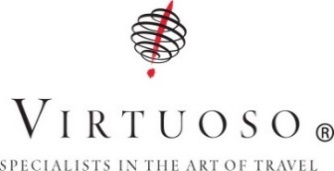 VIRTUOSO ®
SPECIALISTS IN THE ART OF TRAVEL